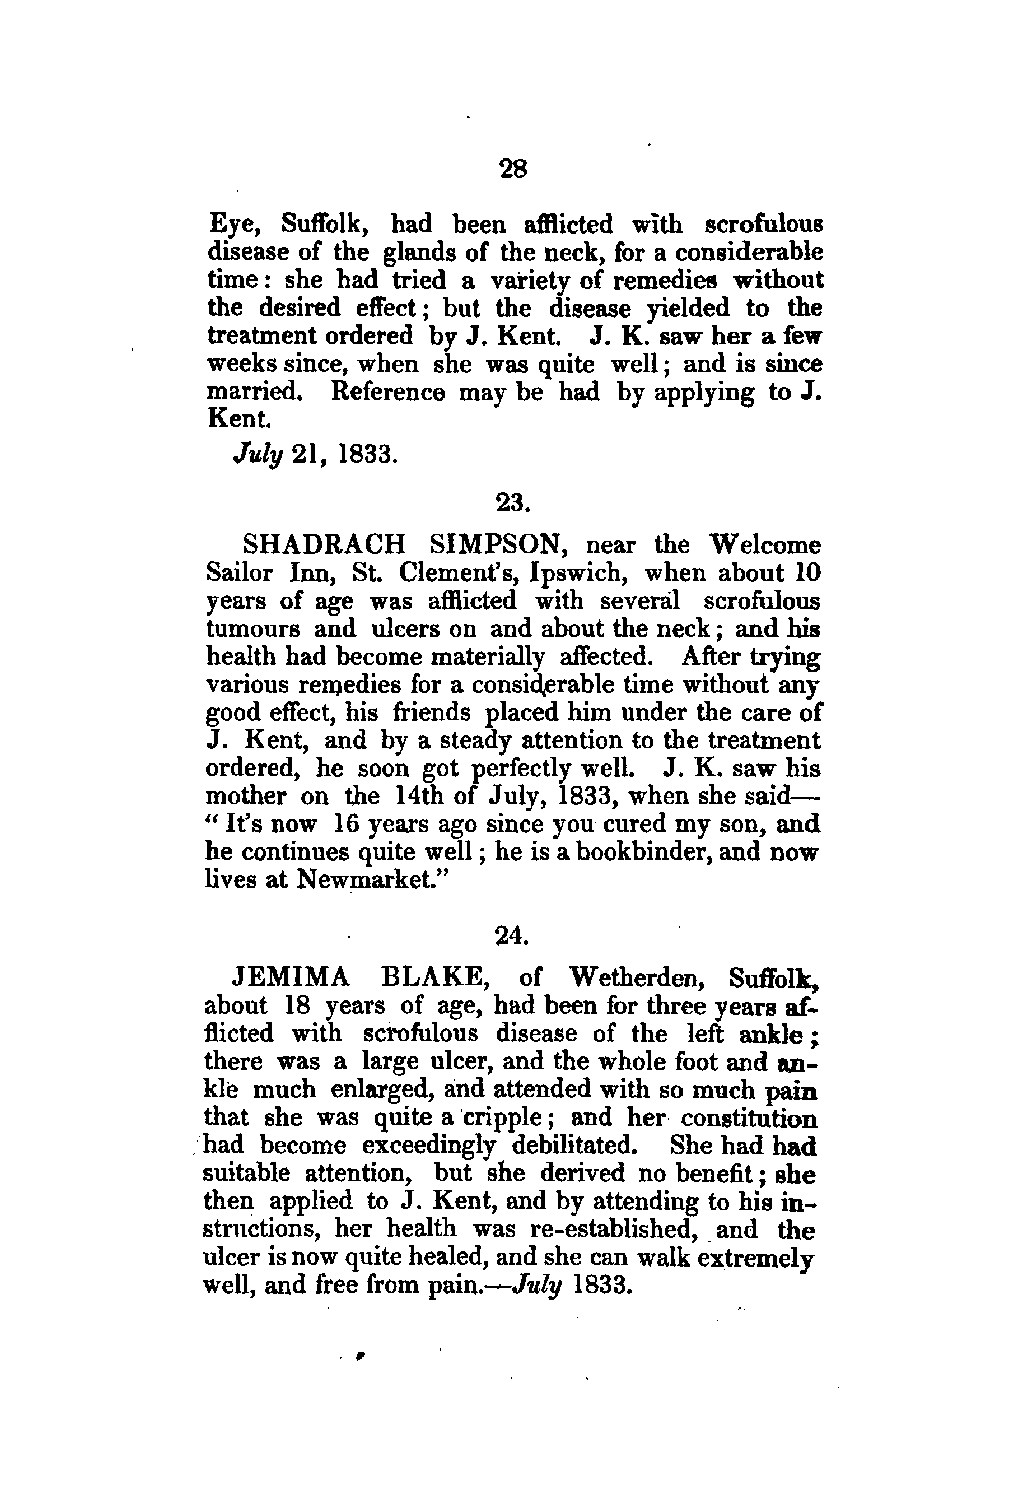 28
Eye, Suffolk, had been afflicted with scrofulous
disease of the glands of the neck, for a considerable
time: she had tried a variety of remedies without
the desired effect; but the disease yielded to the
treatment ordered by J. Kent. J. K. saw her a few
weeks since, when she was quite well; and is since
married. Reference may be had by applying to J.
Kent.
July 21, 1833.
23.
SHADRACH SIMPSON, near the Welcome
Sailor Inn, St. Clement's, Ipswich, when about 10
years of age was afflicted with several scrofulous
tumours and ulcers on and about the neck; and his
health had become materially affected. After trying
various remedies for a considerable time without any
good effect, his friends placed him under the care of
J. Kent, and by a steady attention to the treatment
ordered, he soon got perfectly well. J. K. saw his
mother on the 14th of July, 1833, when she said—
“It's now 16 years ago since you cured my son, and
he continues quite well; he is a bookbinder, and now
lives at Newmarket.”
24.
JEMIMA BLAKE, of Wetherden, Suffolk,
about 18 years of age, had been for three years af-
flicted with scrofulous disease of the left ankle;
there was a large ulcer, and the whole foot and an-
kle much enlarged, and attended with so much pain
that she was quite a cripple; and her constitution
had become exceedingly debilitated. She had had
suitable attention, but she derived no benefit; she
then applied to J. Kent, and by attending to his in-
structions, her health was re-established, and the
ulcer is now quite healed, and she can walk extremely
well, and free from pain.—July 1833.